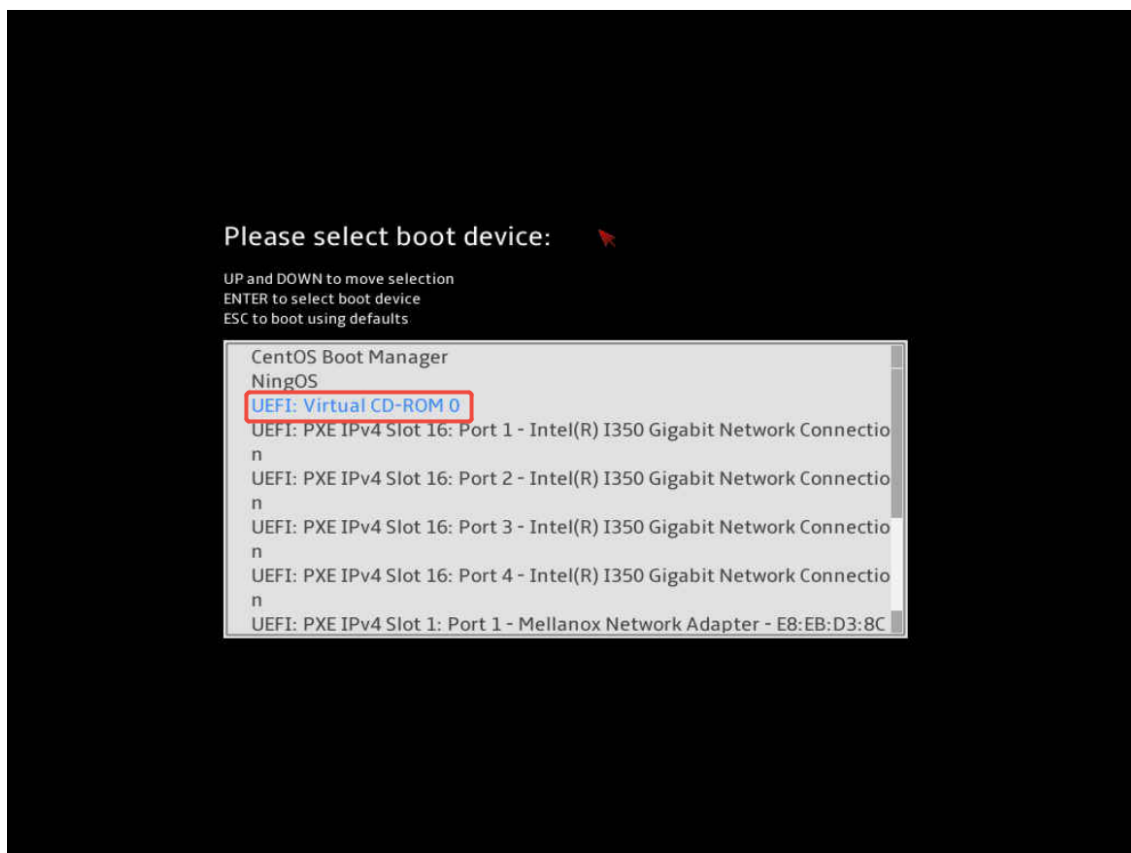 Please select boot device:
UP and DOWN to move selection
ENTER to select boot device
ESC to boot using defaults
CentOS Boot Manager
NingOS
UEFI: Virtual CD-ROM 0
UEFI: PXE IPv4 Slot 16: Port 1 - Intel(R) I350 Gigabit Network Connectio
n
UEFI: PXE IPv4 Slot 16: Port 2 - Intel(R) I350 Gigabit Network Connectio
n
UEFI: PXE IPv4 Slot 16: Port 3 - Intel(R) I350 Gigabit Network Connectio
n
UEFI: PXE IPv4 Slot 16: Port 4 - Intel(R) I350 Gigabit Network Connectio
n
UEFI: PXE IPv4 Slot 1: Port 1 - Mellanox Network Adapter - E8:EB:D3:8C